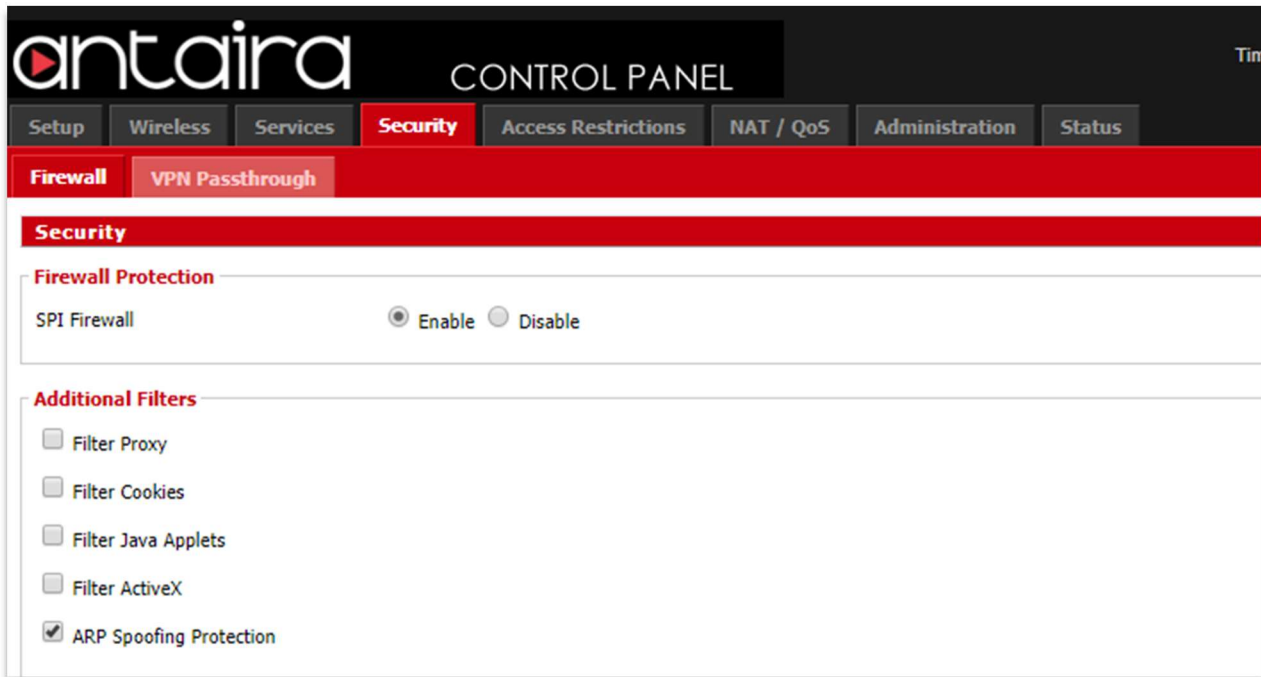 antaira CONTROL PANEL
Setup Wireless Services Security Access Restrictions NAT / QoS Administration Status
Firewall VPN Passthrough
Security
Firewall Protection
SPI Firewall Enable Disable
Additional Filters
Filter Proxy
Filter Cookies
Filter Java Applets
Filter ActiveX
ARP Spoofing Protection